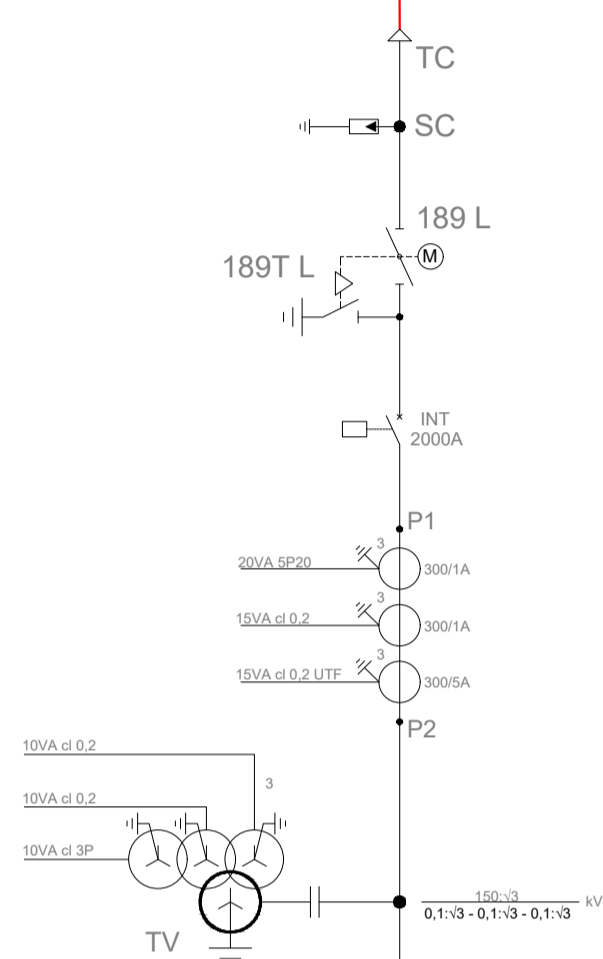 TC
SC
189 L
M
189T L
INT
2000A
P1
3
20VA 5P20
300/1A
3
15VA cl 0,2
300/1A
3
15VA cl 0,2 UTF
300/5A
P2
10VA cl 0,2
3
10VA cl 0,2
10VA cl 3P
150:√3
kV
0,1:√3 - 0,1:√3 - 0,1:√3
TV